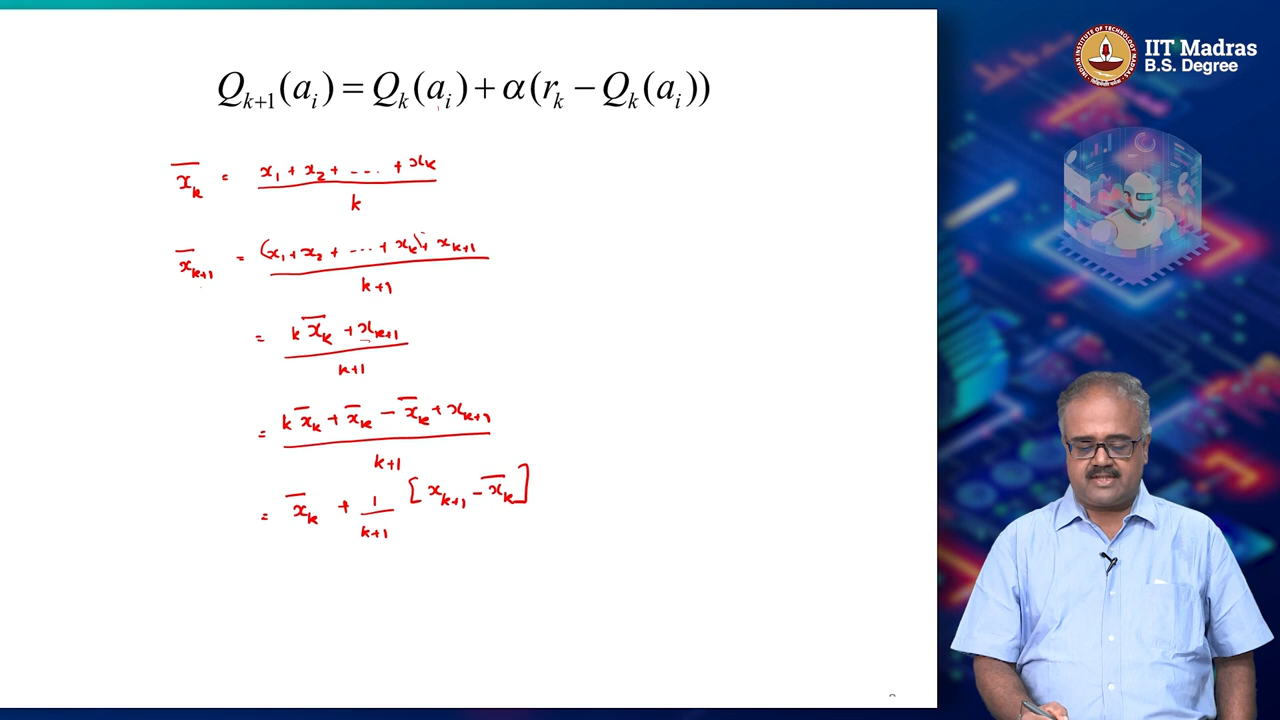 IIT Madras
B.S. Degree
Q_{k+1}(a_i) = Q_k(a_i) + α(r_k − Q_k(a_i))
x̄_k = (x_1 + x_2 + ---- + x_k) / k
x̄_{k+1} = ((x_1 + x_2 + ---- + x_k) + x_{k+1}) / (k+1)
= (k x̄_k + x_{k+1}) / (k+1)
= (k x̄_k + x̄_k − x̄_k + x_{k+1}) / (k+1)
= x̄_k + 1/(k+1) [x_{k+1} − x̄_k]